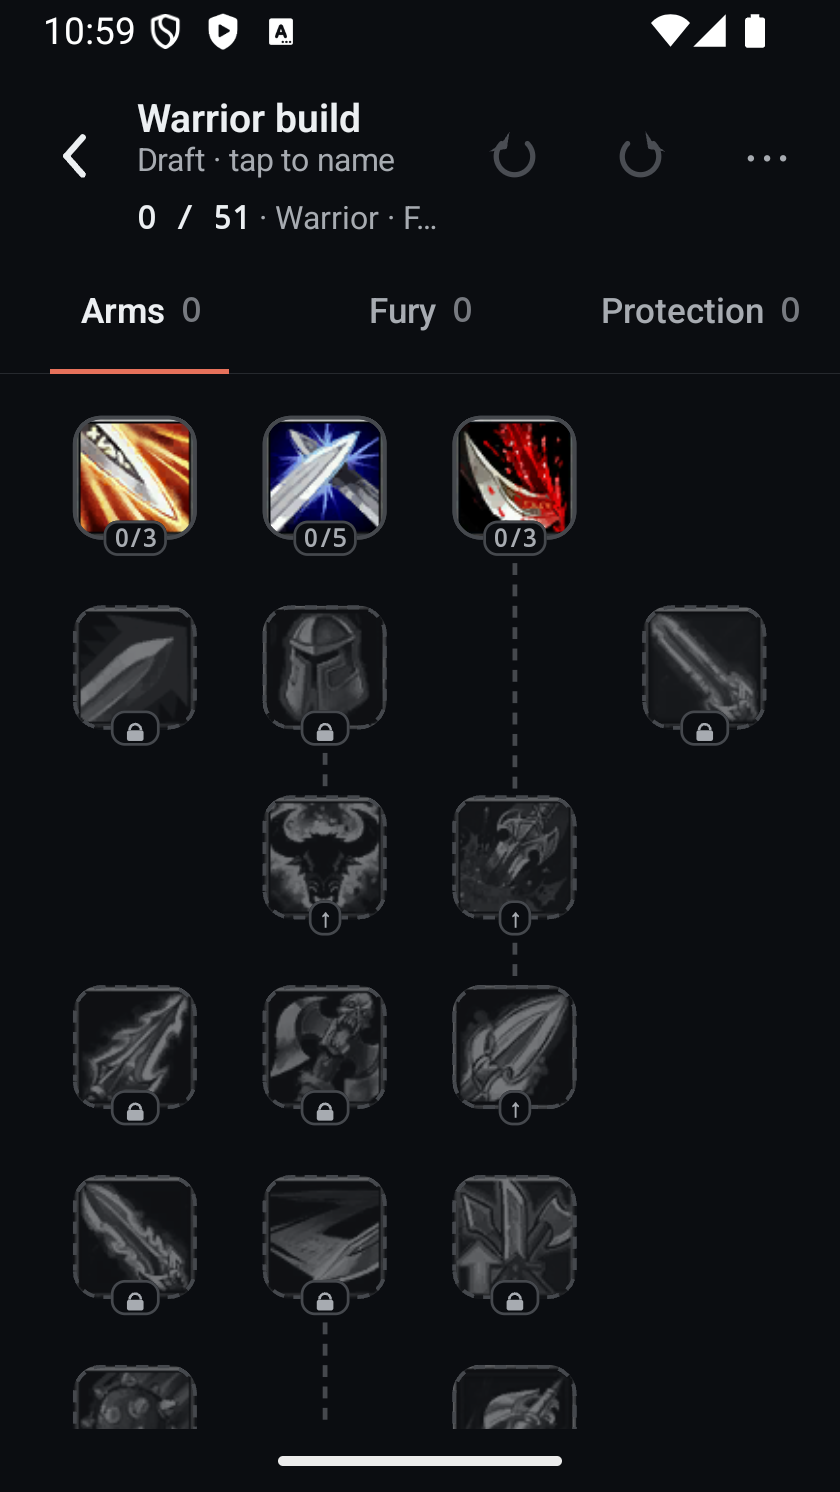 10:59
Warrior build
Draft · tap to name
0 / 51 · Warrior · F…
Arms 0
Fury 0
Protection 0
0/3
0/5
0/3